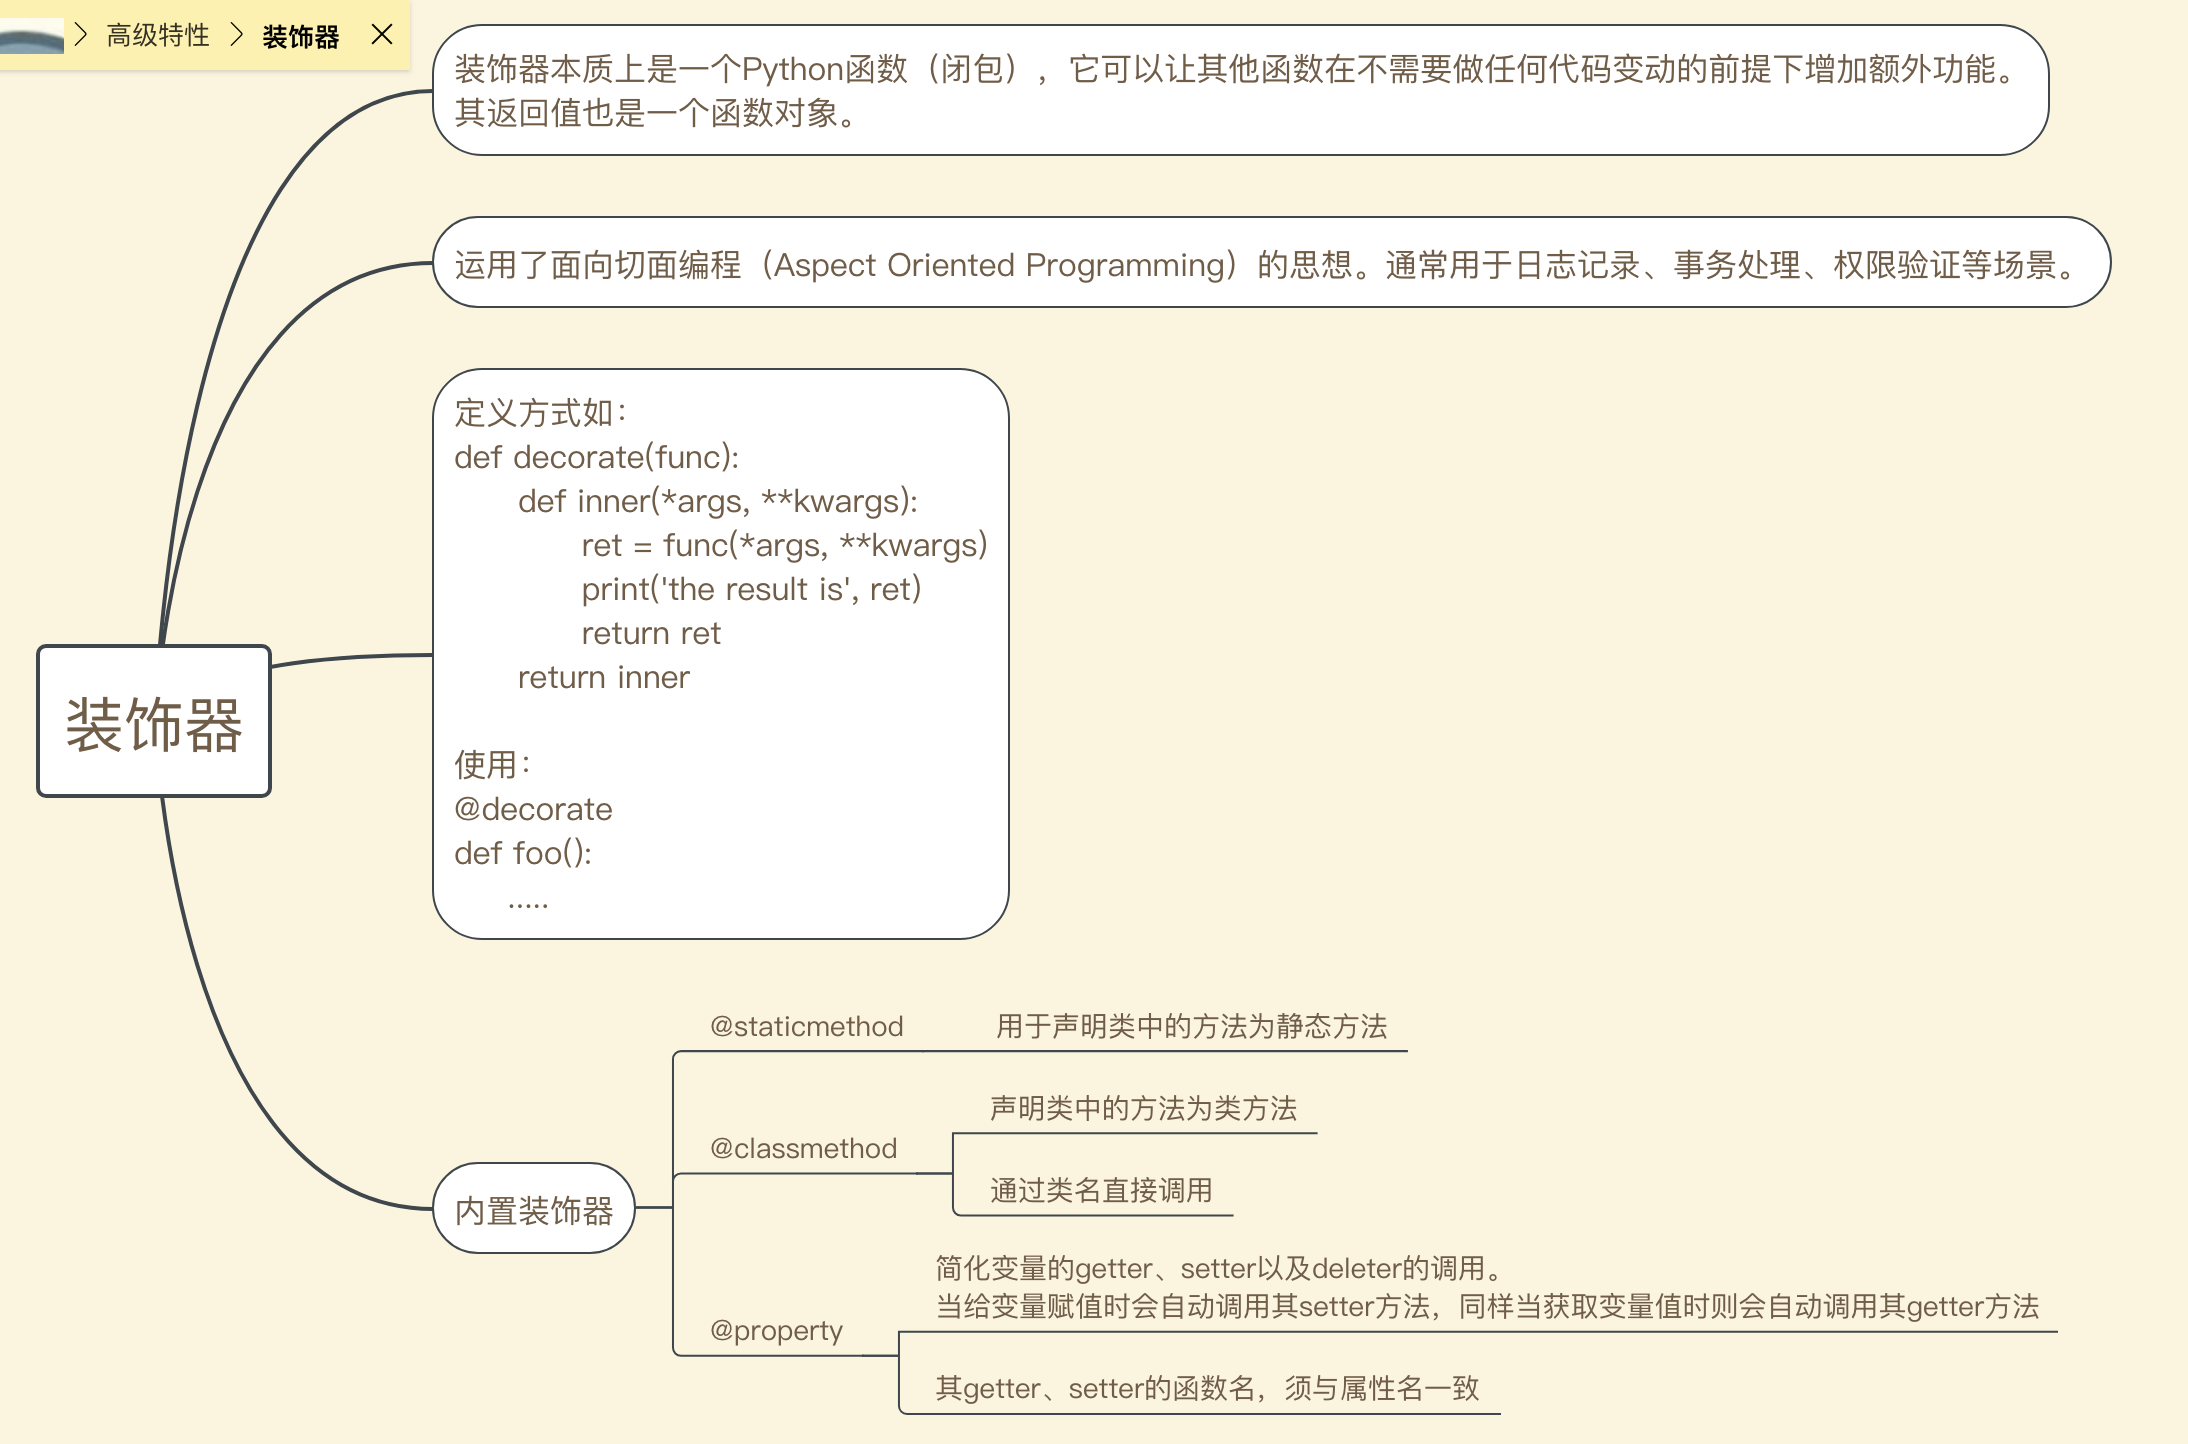 高级特性
装饰器
装饰器本质上是一个Python函数（闭包），它可以让其他函数在不需要做任何代码变动的前提下增加额外功能。
其返回值也是一个函数对象。
运用了面向切面编程（Aspect Oriented Programming）的思想。通常用于日志记录、事务处理、权限验证等场景。
定义方式如：
def decorate(func):
def inner(*args, **kwargs):
ret = func(*args, **kwargs)
print('the result is', ret)
return ret
return inner
使用：
@decorate
def foo():
.....
装饰器
内置装饰器
@staticmethod
用于声明类中的方法为静态方法
@classmethod
声明类中的方法为类方法
通过类名直接调用
@property
简化变量的getter、setter以及deleter的调用。
当给变量赋值时会自动调用其setter方法，同样当获取变量值时则会自动调用其getter方法
其getter、setter的函数名，须与属性名一致